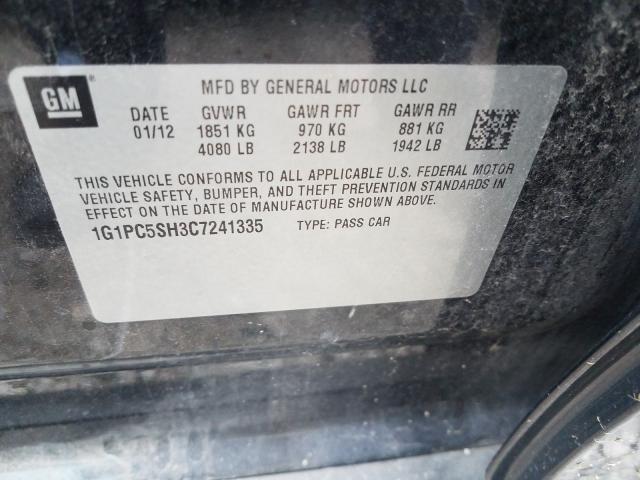 GM
®
MFD BY GENERAL MOTORS LLC
DATE GVWR GAWR FRT GAWR RR
01/12 1851 KG 970 KG 881 KG
4080 LB 2138 LB 1942 LB
THIS VEHICLE CONFORMS TO ALL APPLICABLE U.S. FEDERAL MOTOR
VEHICLE SAFETY, BUMPER, AND THEFT PREVENTION STANDARDS IN
EFFECT ON THE DATE OF MANUFACTURE SHOWN ABOVE.
1G1PC5SH3C7241335 TYPE: PASS CAR